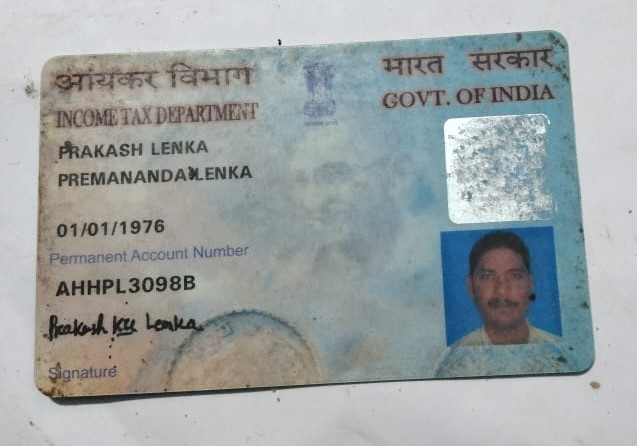 आयकर विभाग
INCOME TAX DEPARTMENT
भारत सरकार
GOVT. OF INDIA
PRAKASH LENKA
PREMANANDA LENKA
01/01/1976
Permanent Account Number
AHHPL3098B
Prakash Ku Lenka
Signature